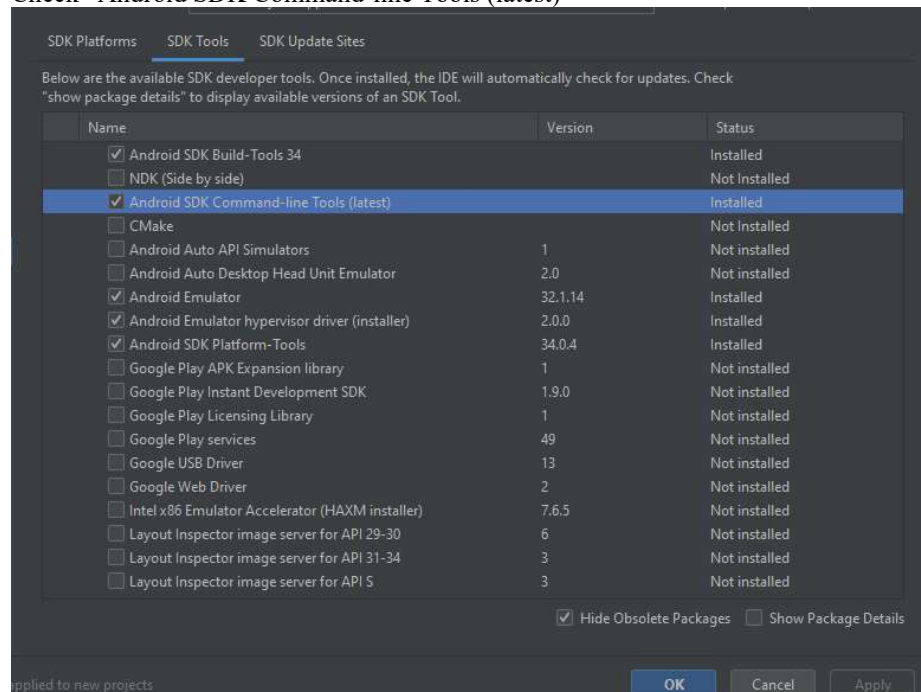 Check "Android SDK Command-line Tools (latest)"
SDK Platforms SDK Tools SDK Update Sites
Below are the available SDK developer tools. Once installed, the IDE will automatically check for updates. Check
"show package details" to display available versions of an SDK Tool.
Name Version Status
Android SDK Build-Tools 34 Installed
NDK (Side by side) Not Installed
Android SDK Command-line Tools (latest) Installed
CMake Not Installed
Android Auto API Simulators 1 Not installed
Android Auto Desktop Head Unit Emulator 2.0 Not installed
Android Emulator 32.1.14 Installed
Android Emulator hypervisor driver (installer) 2.0.0 Installed
Android SDK Platform-Tools 34.0.4 Installed
Google Play APK Expansion library 1 Not installed
Google Play Instant Development SDK 1.9.0 Not installed
Google Play Licensing Library 1 Not installed
Google Play services 49 Not installed
Google USB Driver 13 Not installed
Google Web Driver 2 Not installed
Intel x86 Emulator Accelerator (HAXM installer) 7.6.5 Not installed
Layout Inspector image server for API 29-30 6 Not installed
Layout Inspector image server for API 31-34 3 Not installed
Layout Inspector image server for API S 3 Not installed
Hide Obsolete Packages Show Package Details
applied to new projects OK Cancel Apply